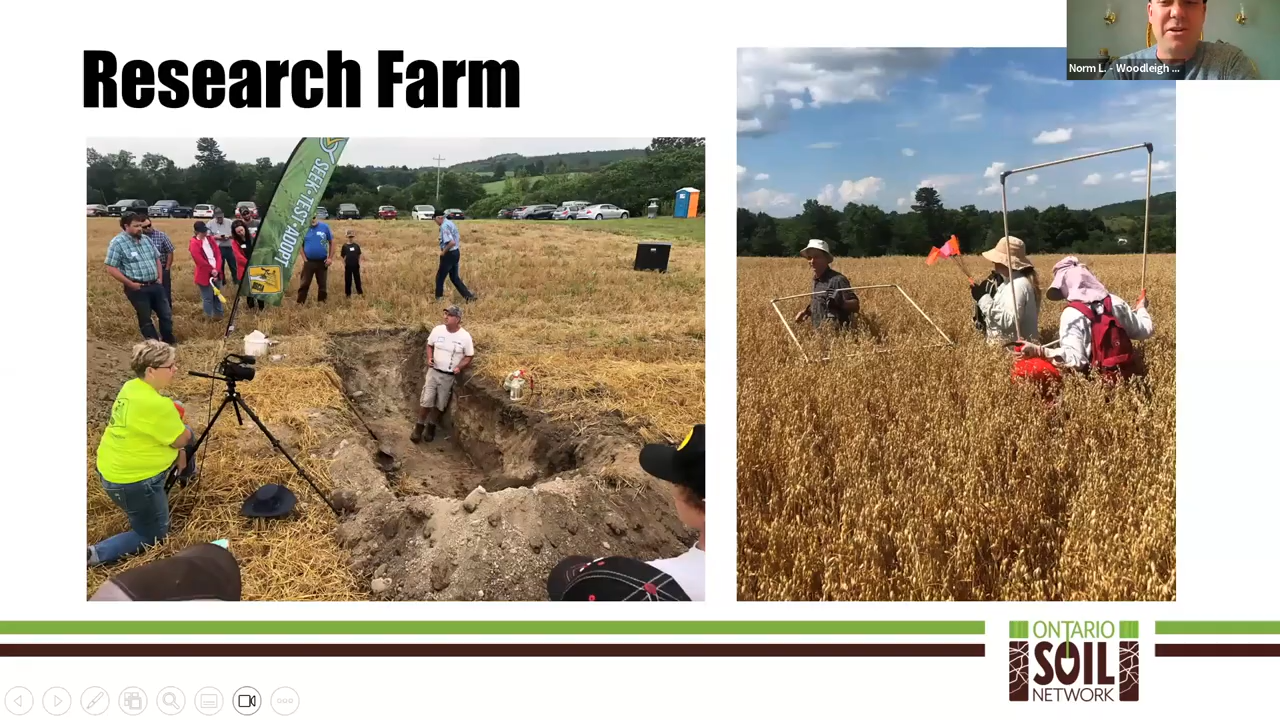 Research Farm
Norm L. - Woodleigh ...
SEEK•TEST•ADOPT
ONTARIO
SOIL
NETWORK